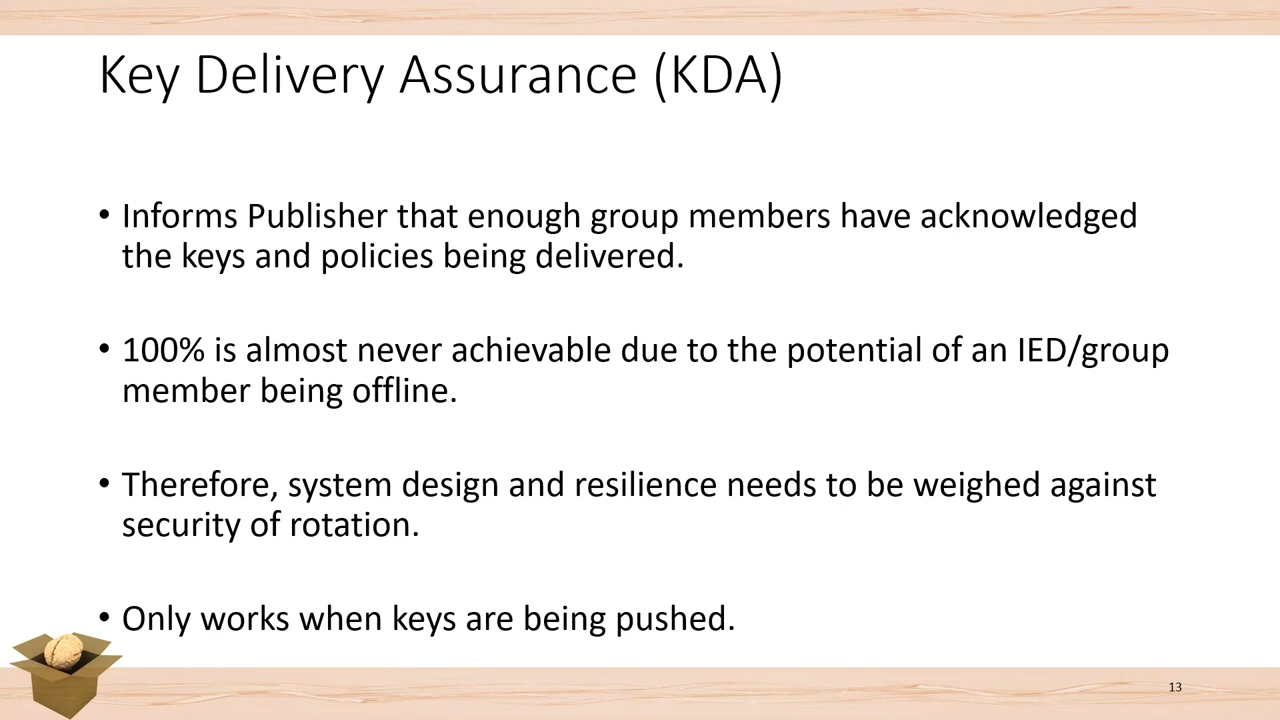 Key Delivery Assurance (KDA)
• Informs Publisher that enough group members have acknowledged
the keys and policies being delivered.
• 100% is almost never achievable due to the potential of an IED/group
member being offline.
• Therefore, system design and resilience needs to be weighed against
security of rotation.
• Only works when keys are being pushed.
13